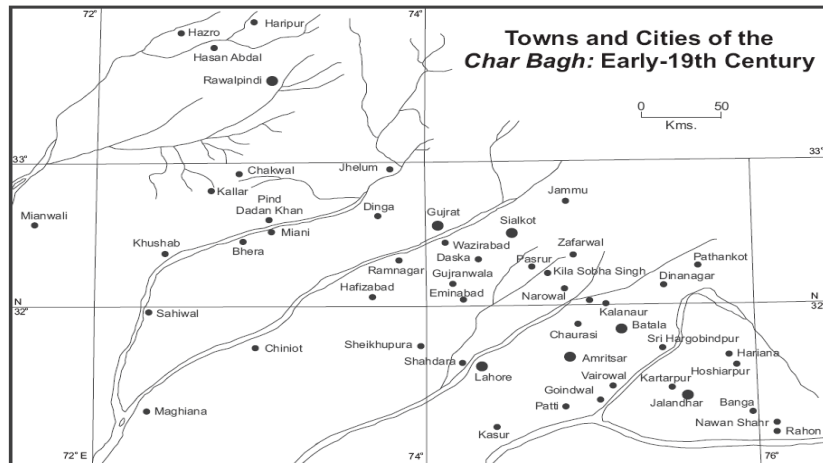 72°
74°
Towns and Cities of the
Char Bagh: Early-19th Century
0 50
Kms.
Haripur
Hazro
Hasan Abdal
Rawalpindi
33°
33°
Chakwal
Jhelum
Kallar
Pind
Dadan Khan
Dinga
Jammu
Mianwali
Gujrat
Sialkot
Miani
Bhera
Khushab
Wazirabad
Zafarwal
Daska
Pasrur
Pathankot
Ramnagar
Kila Sobha Singh
Gujranwala
Dinanagar
Hafizabad
Eminabad
Narowal
N
32°
N
32°
Sahiwal
Kalanaur
Chaurasi
Batala
Sheikhupura
Sri Hargobindpur
Chiniot
Shahdara
Amritsar
Hariana
Hoshiarpur
Lahore
Vairowal
Kartarpur
Goindwal
Jalandhar
Banga
Maghiana
Patti
Nawan Shahr
Kasur
Rahon
72° E
74°
76°